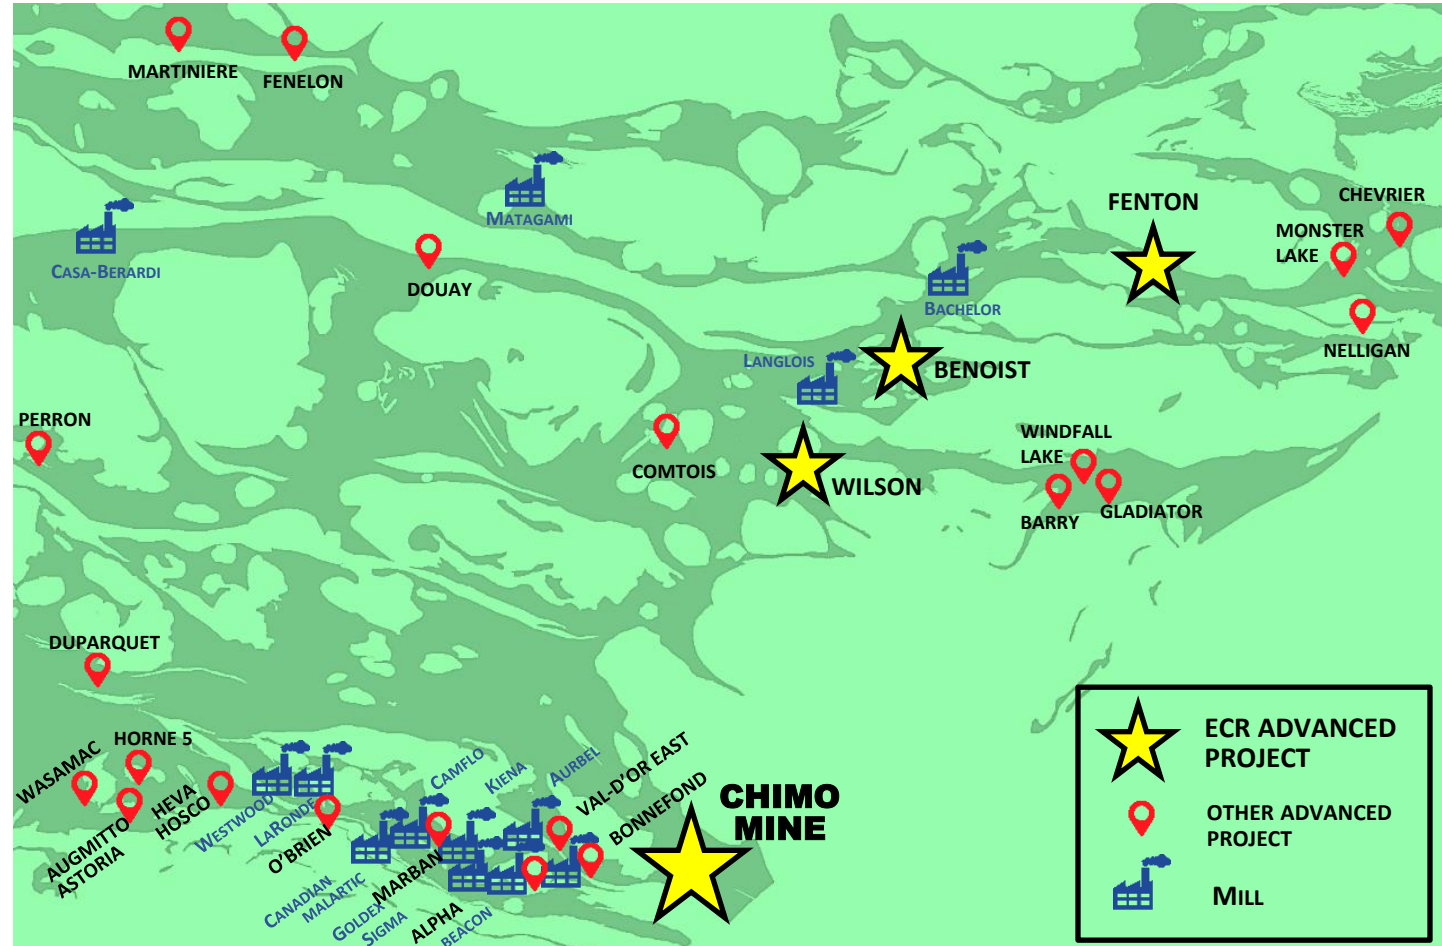 MARTINIERE
FENELON
MATAGAMI
CASA-BERARDI
DOUAY
FENTON
CHEVRIER
MONSTER
LAKE
BACHELOR
NELLIGAN
LANGLOIS
BENOIST
PERRON
COMTOIS
WILSON
WINDFALL
LAKE
BARRY
GLADIATOR
DUPARQUET
WASAMAC
HORNE 5
AUGMITTO
ASTORIA
HEVA
HOSCO
WESTWOOD
LARONDE
O'BRIEN
CANADIAN
MALARTIC
GOLDEX
SIGMA
MARBAN
ALPHA
BEACON
CAMFLO
KIENA
AURBEL
VAL-D'OR EAST
BONNEFOND
CHIMO
MINE
ECR ADVANCED
PROJECT
OTHER ADVANCED
PROJECT
MILL